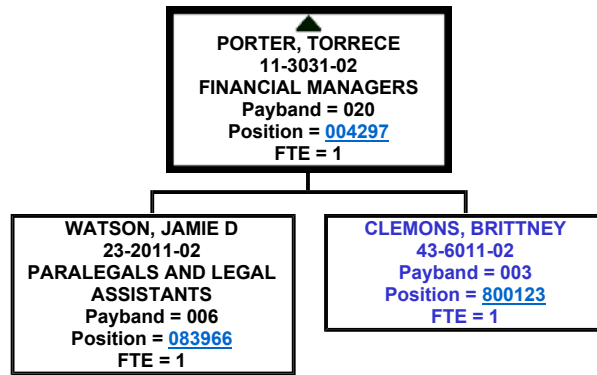 PORTER, TORRECE
11-3031-02
FINANCIAL MANAGERS
Payband = 020
Position = 004297
FTE = 1
WATSON, JAMIE D
23-2011-02
PARALEGALS AND LEGAL
ASSISTANTS
Payband = 006
Position = 083966
FTE = 1
CLEMONS, BRITTNEY
43-6011-02
Payband = 003
Position = 800123
FTE = 1